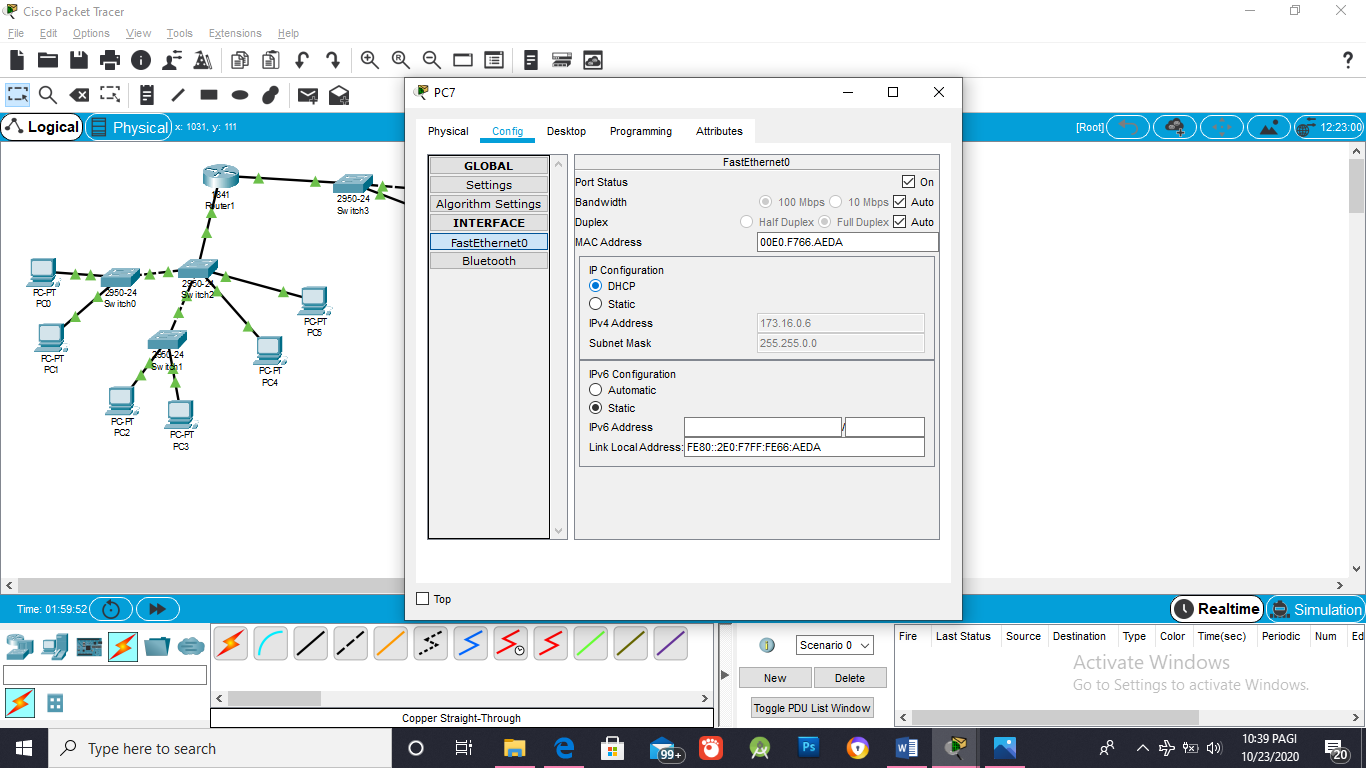 Cisco Packet Tracer
File Edit Options View Tools Extensions Help
Logical
Physical
x: 1031, y: 111
[Root]
12:23:00
1841
Router1
2950-24
Switch3
PC-PT
PC0
2950-24
Switch0
2950-24
Switch2
PC-PT
PC5
PC-PT
PC1
2950-24
Switch1
PC-PT
PC4
PC-PT
PC2
PC-PT
PC3
PC7
Physical Config Desktop Programming Attributes
GLOBAL
Settings
Algorithm Settings
INTERFACE
FastEthernet0
Bluetooth
FastEthernet0
Port Status On
Bandwidth 100 Mbps 10 Mbps Auto
Duplex Half Duplex Full Duplex Auto
MAC Address 00E0.F766.AEDA
IP Configuration
DHCP
Static
IPv4 Address 173.16.0.6
Subnet Mask 255.255.0.0
IPv6 Configuration
Automatic
Static
IPv6 Address /
Link Local Address: FE80::2E0:F7FF:FE66:AEDA
Top
Time: 01:59:52
Realtime
Simulation
Copper Straight-Through
Scenario 0
New Delete
Toggle PDU List Window
Fire Last Status Source Destination Type Color Time(sec) Periodic Num Ed
Activate Windows
Go to Settings to activate Windows.
Type here to search
99+
Ps
10:39 PAGI
10/23/2020
20